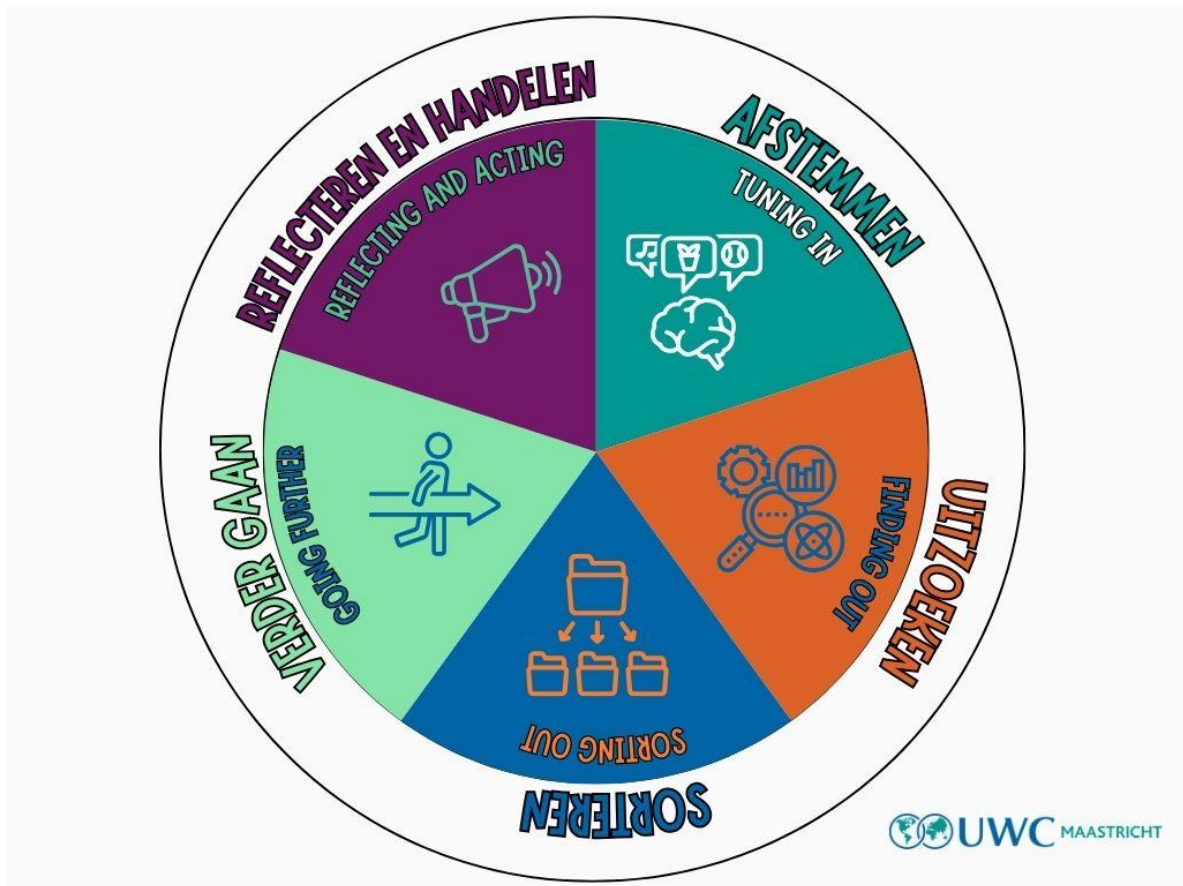 AFSTEMMEN
TUNING IN
UITZOEKEN
FINDING OUT
SORTEREN
SORTING OUT
VERDER GAAN
GOING FURTHER
REFLECTEREN EN HANDELEN
REFLECTING AND ACTING
UWC MAASTRICHT